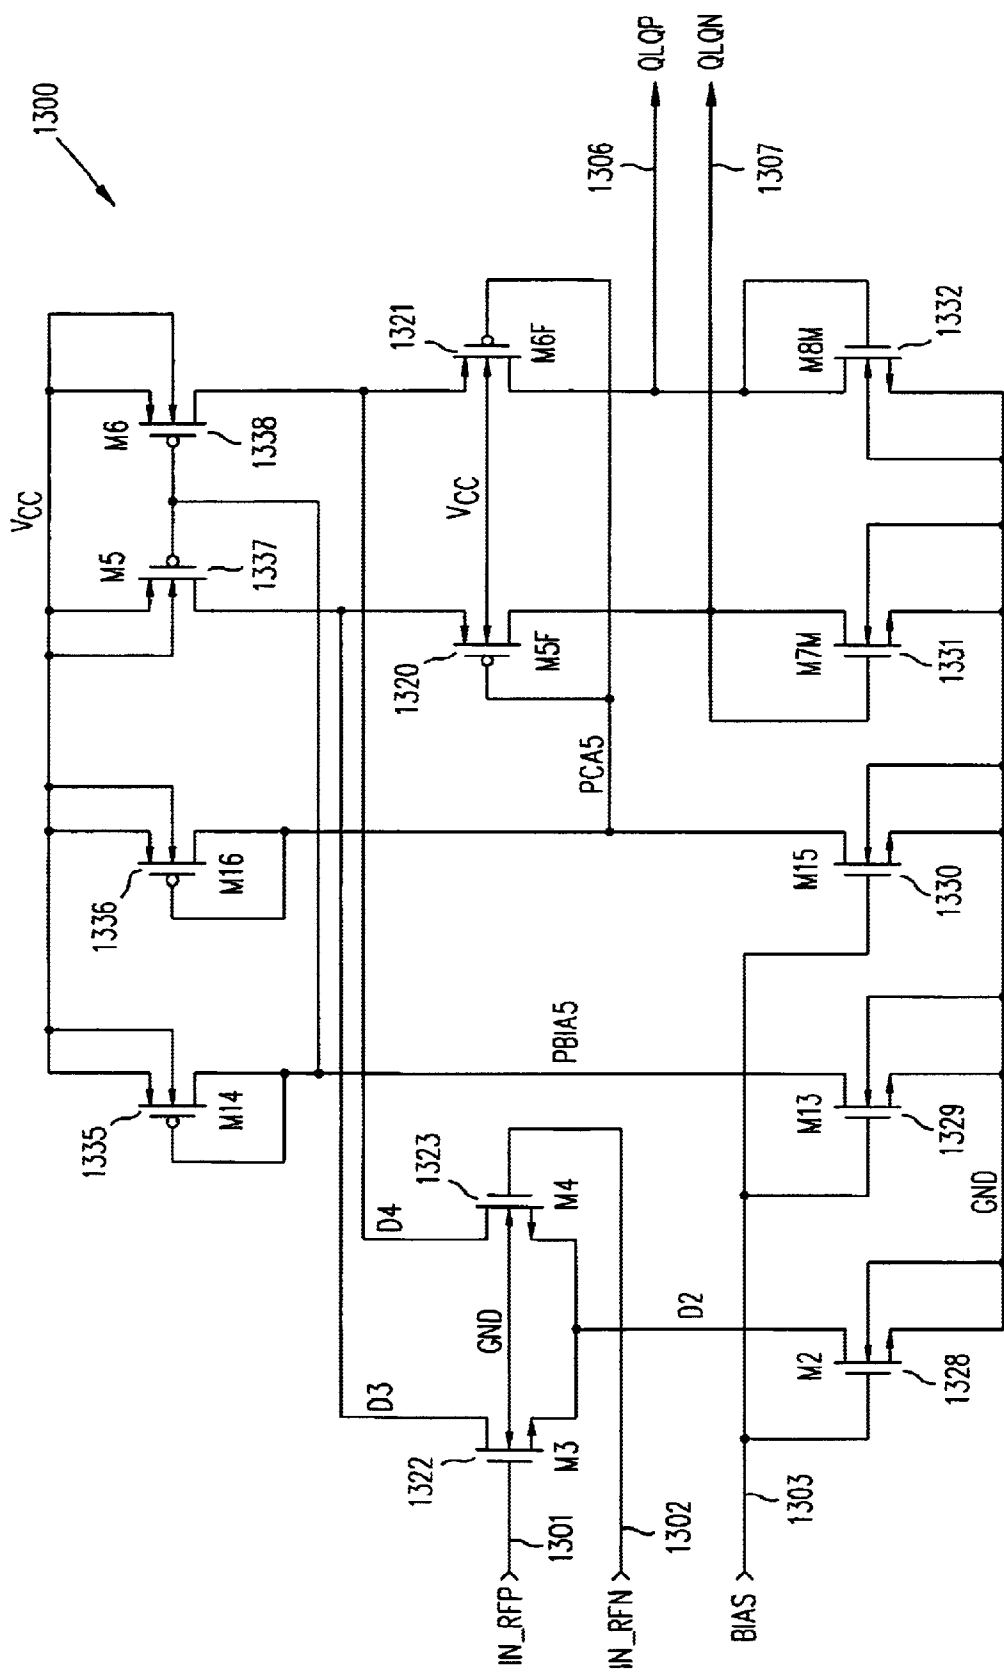 1300
VCC
M6
1338
M5
1337
1336
M16
1335
M14
1321
M6F
VCC
1320
M5F
PCA5
1306
QLQP
1307
QLQN
M8M
1332
M7M
1331
M15
1330
PBIA5
M13
1329
GND
D4
1323
M4
GND
D3
1322
M3
D2
M2
1328
IN_RFP
1301
IN_RFN
1302
BIAS
1303